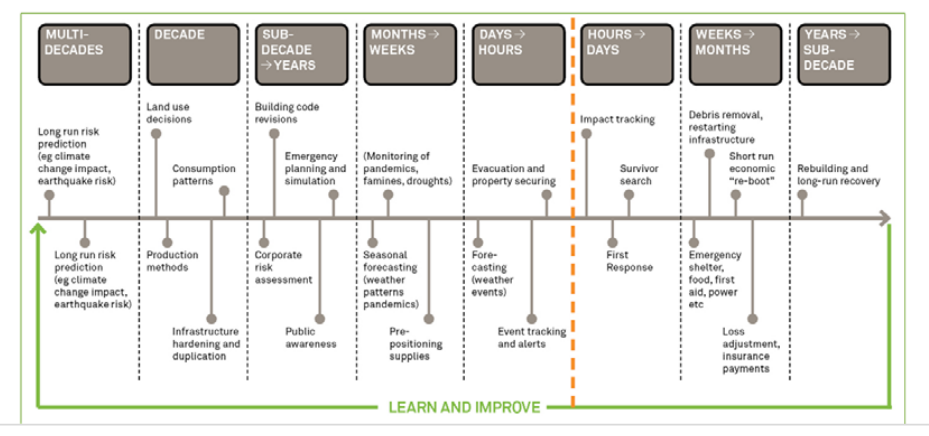 MULTI-
DECADES
DECADE
SUB-
DECADE
→YEARS
MONTHS→
WEEKS
DAYS→
HOURS
HOURS→
DAYS
WEEKS→
MONTHS
YEARS→
SUB-
DECADE
Long run risk
prediction
(eg climate
change impact,
earthquake risk)
Land use
decisions
Consumption
patterns
Building code
revisions
Emergency
planning and
simulation
(Monitoring of
pandemics,
famines, droughts)
Evacuation and
property securing
Impact tracking
Survivor
search
Debris removal,
restarting
infrastructure
Short run
economic
“re-boot”
Rebuilding and
long-run recovery
Long run risk
prediction
(eg climate
change impact,
earthquake risk)
Production
methods
Infrastructure
hardening and
duplication
Corporate
risk
assessment
Public
awareness
Seasonal
forecasting
(weather
patterns
pandemics)
Pre-
positioning
supplies
Fore-
casting
(weather
events)
Event tracking
and alerts
First
Response
Emergency
shelter,
food, first
aid, power
etc
Loss
adjustment,
insurance
payments
LEARN AND IMPROVE